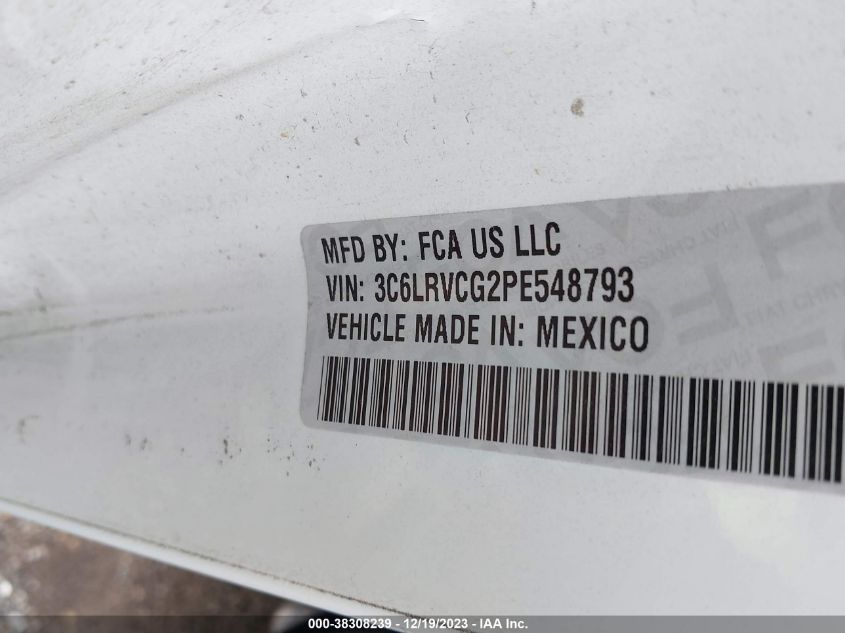 MFD BY: FCA US LLC
VIN: 3C6LRVCG2PE548793
VEHICLE MADE IN: MEXICO
000-38308239 - 12/19/2023 - IAA Inc.